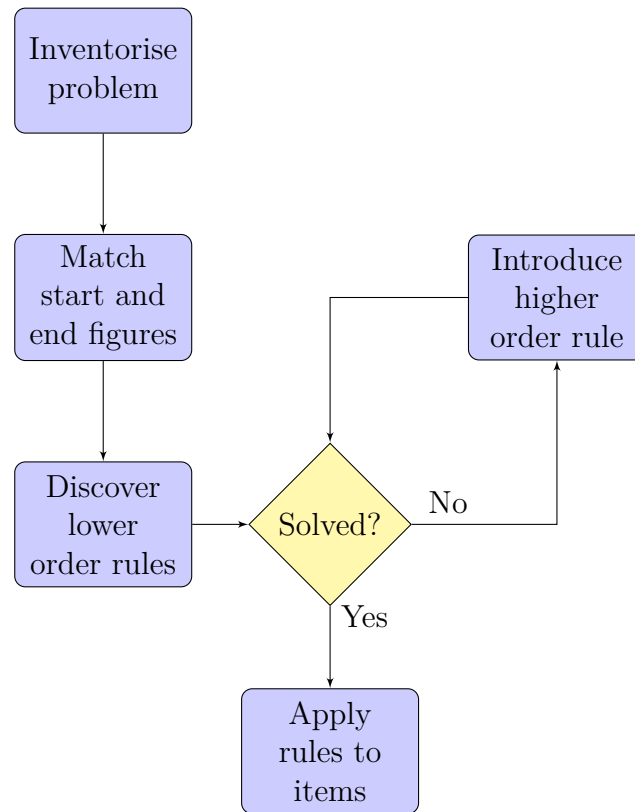 Inventorise
problem
Match
start and
end figures
Discover
lower
order rules
Solved?
No
Introduce
higher
order rule
Yes
Apply
rules to
items